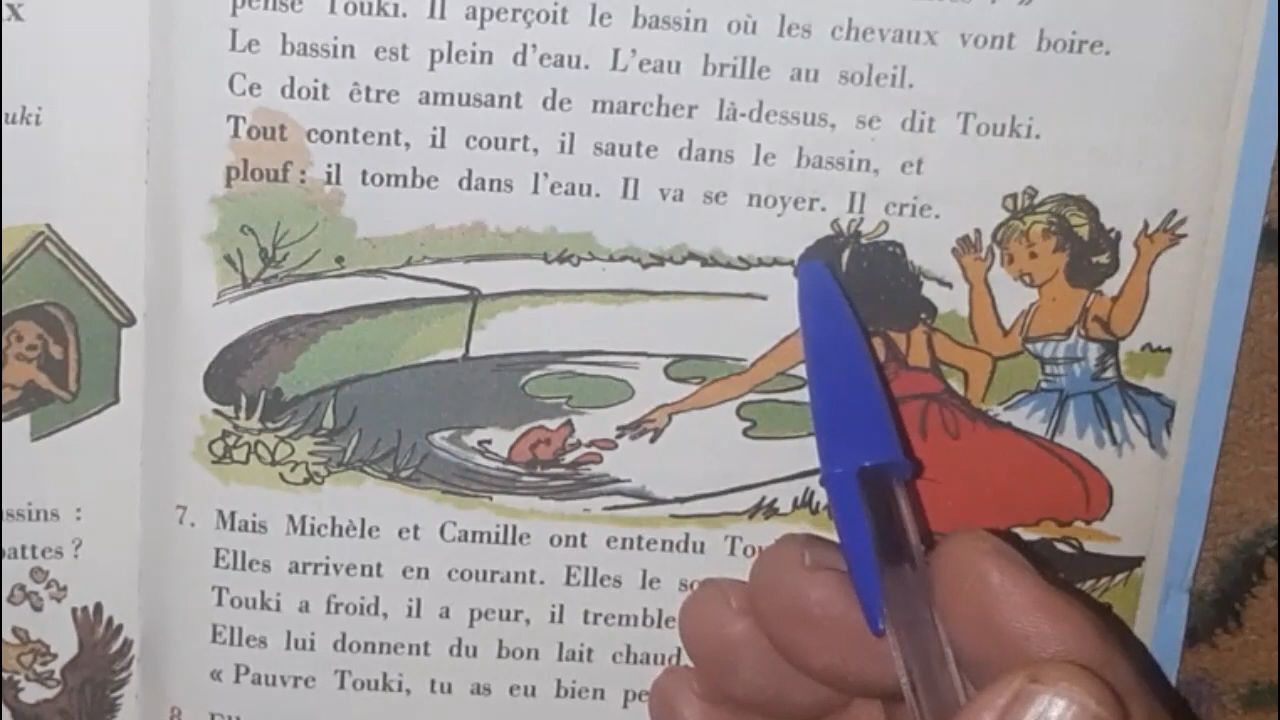 x
uki
ssins :
pattes ?
pense Touki. Il aperçoit le bassin où les chevaux vont boire.
Le bassin est plein d'eau. L'eau brille au soleil.
Ce doit être amusant de marcher là-dessus, se dit Touki.
Tout content, il court, il saute dans le bassin, et
plouf : il tombe dans l'eau. Il va se noyer. Il crie.
7. Mais Michèle et Camille ont entendu
Elles arrivent en courant. Elles le
Touki a froid, il a peur, il tremble
Elles lui donnent du bon lait chaud
« Pauvre Touki, tu as eu bien
8.